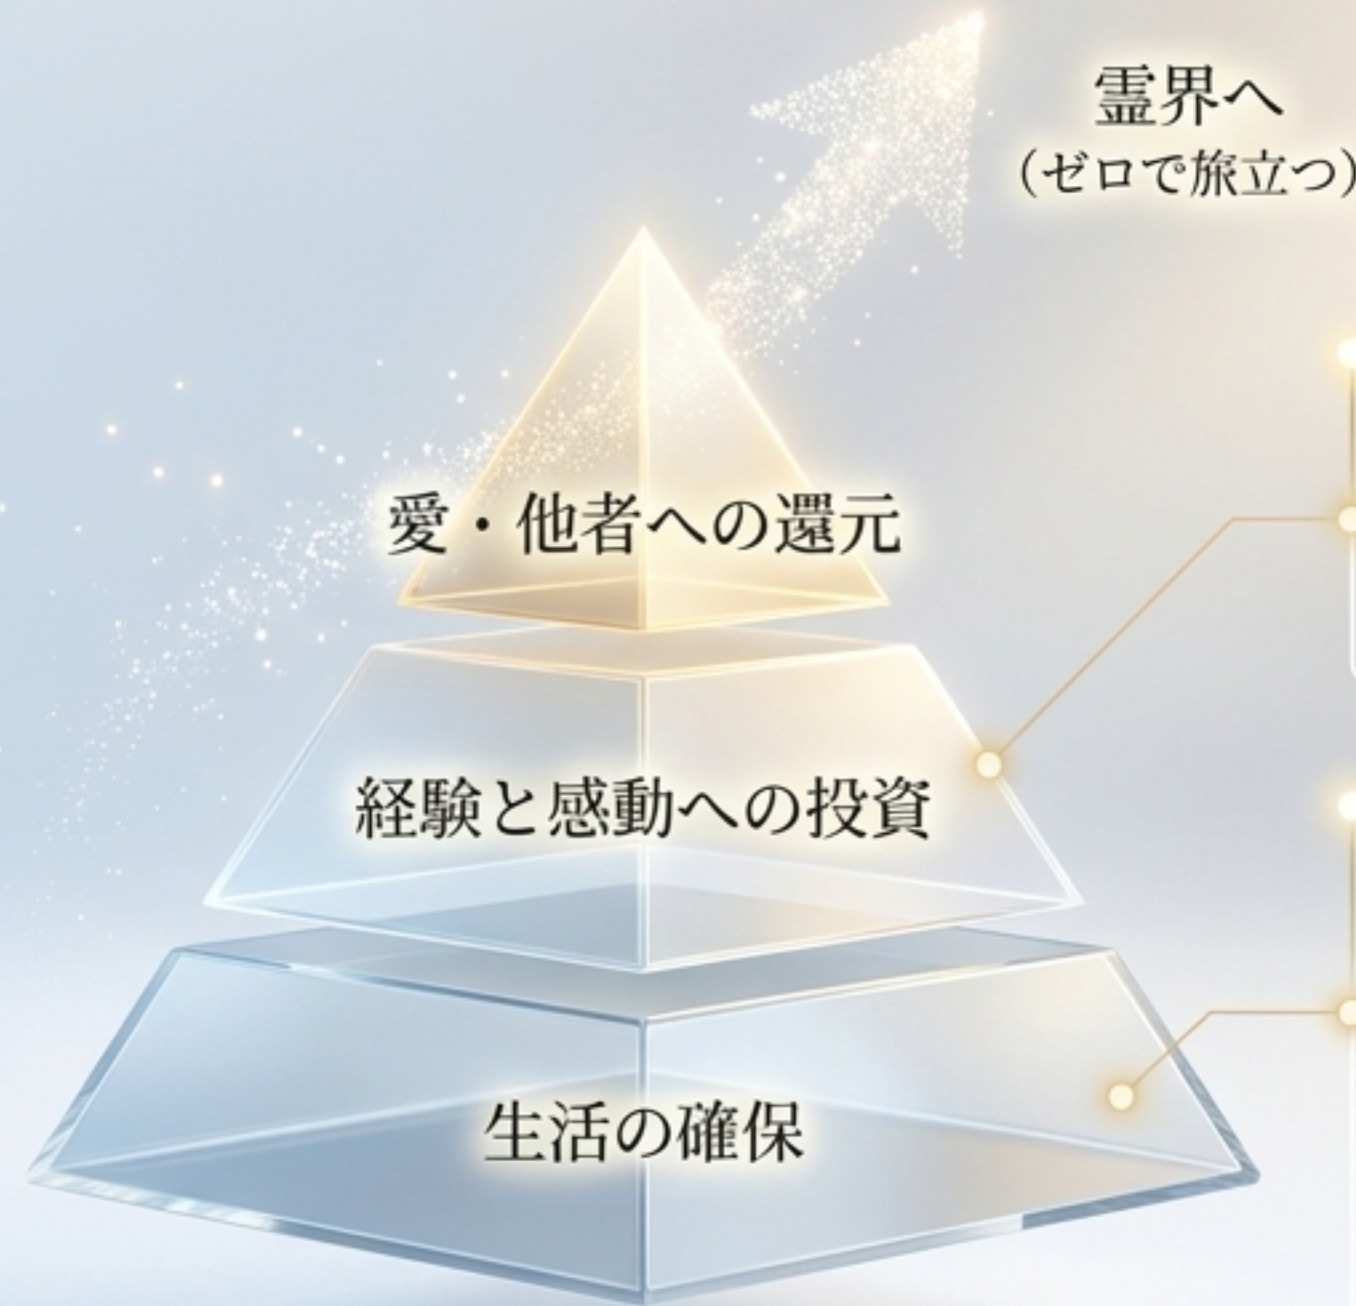 霊界へ
（ゼロで旅立つ）
愛・他者への還元
経験と感動への投資
生活の確保